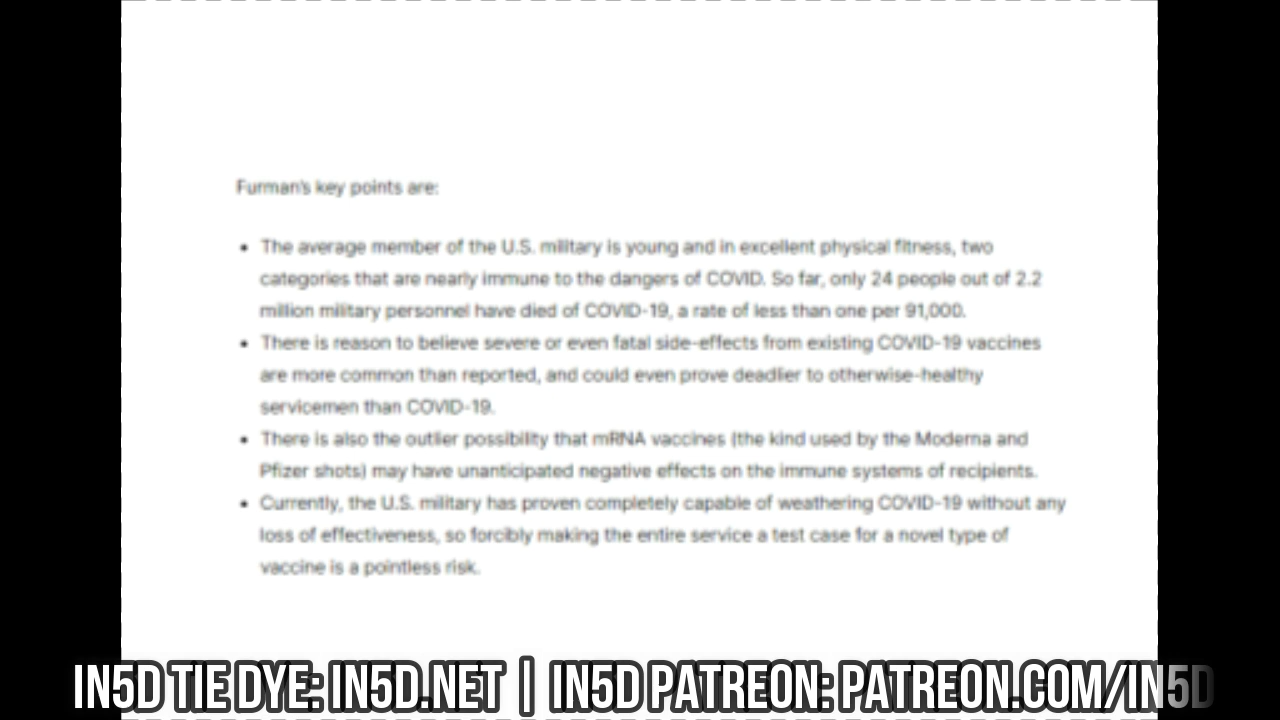 Furman's key points are:
• The average member of the U.S. military is young and in excellent physical fitness, two
categories that are nearly immune to the dangers of COVID. So far, only 24 people out of 2.2
million military personnel have died of COVID-19, a rate of less than one per 91,000.
• There is reason to believe severe or even fatal side-effects from existing COVID-19 vaccines
are more common than reported, and could even prove deadlier to otherwise-healthy
servicemen than COVID-19.
• There is also the outlier possibility that mRNA vaccines (the kind used by the Moderna and
Pfizer shots) may have unanticipated negative effects on the immune systems of recipients.
• Currently, the U.S. military has proven completely capable of weathering COVID-19 without any
loss of effectiveness, so forcibly making the entire service a test case for a novel type of
vaccine is a pointless risk.
IN5D TIE DYE: IN5D.NET | IN5D PATREON: PATREON.COM/IN5D